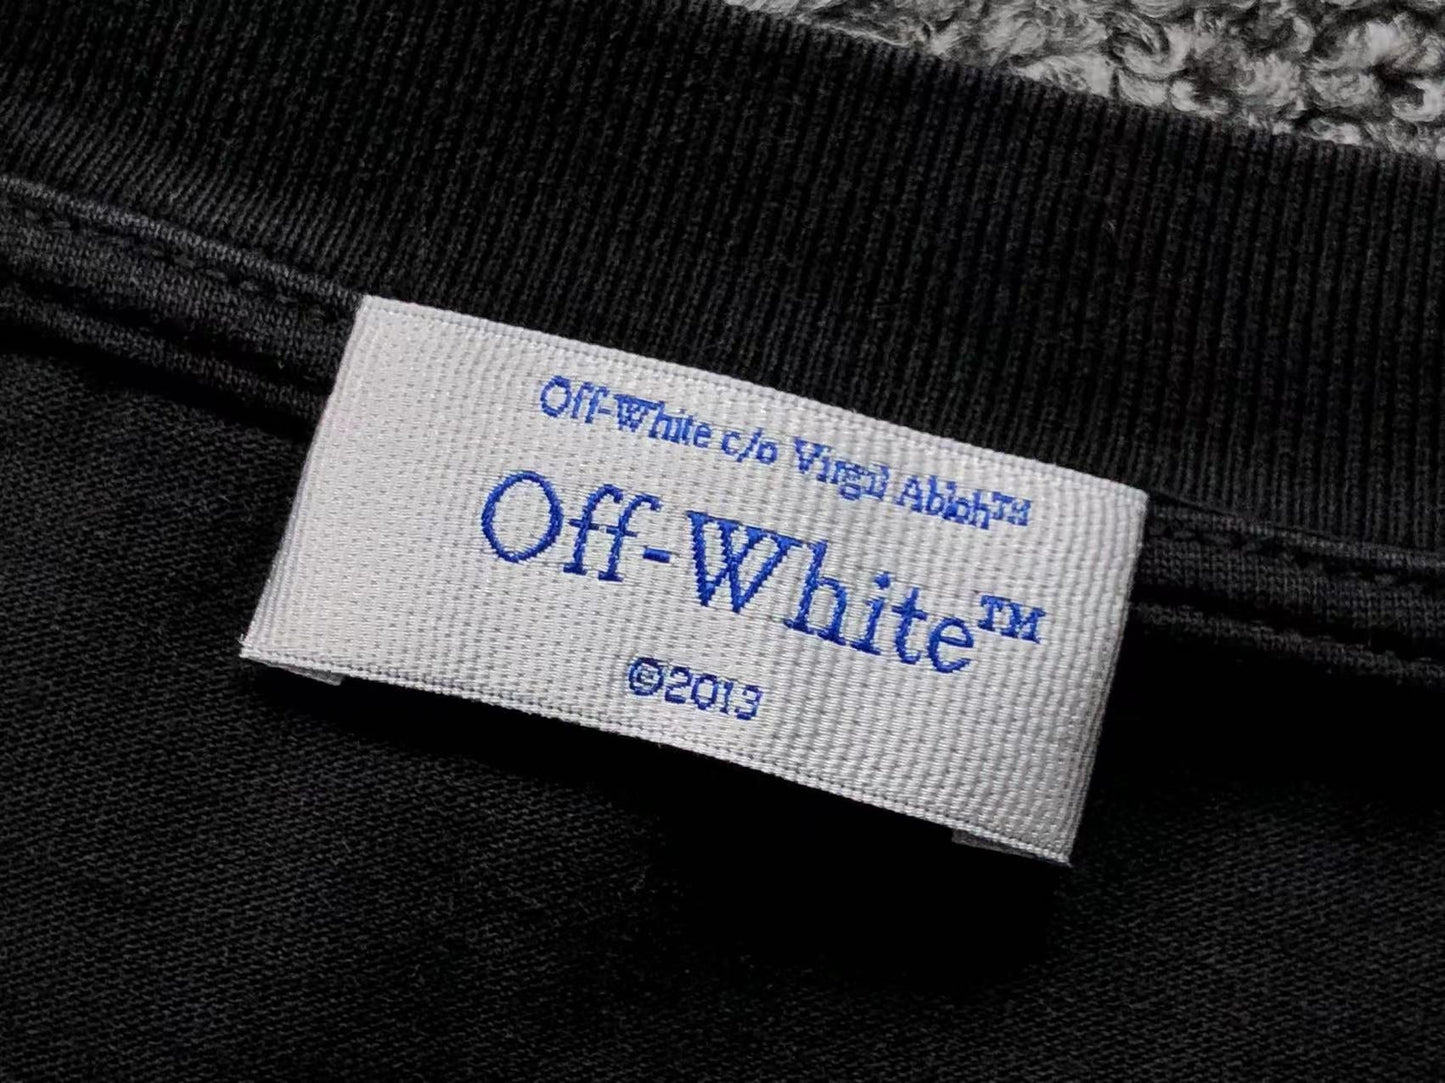 Off-White c/o Virgil Abloh™
Off-White™
©2013